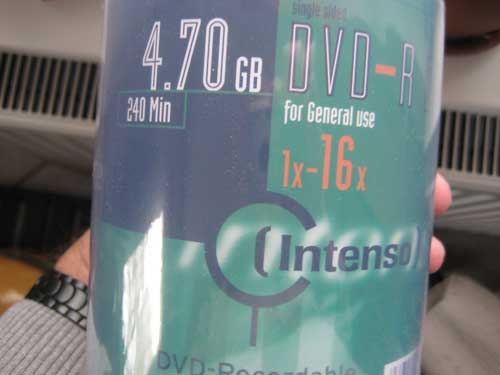 single sided
4.70 GB
DVD-R
240 Min
for General use
1x-16x
Intenso
DVD-Recordable